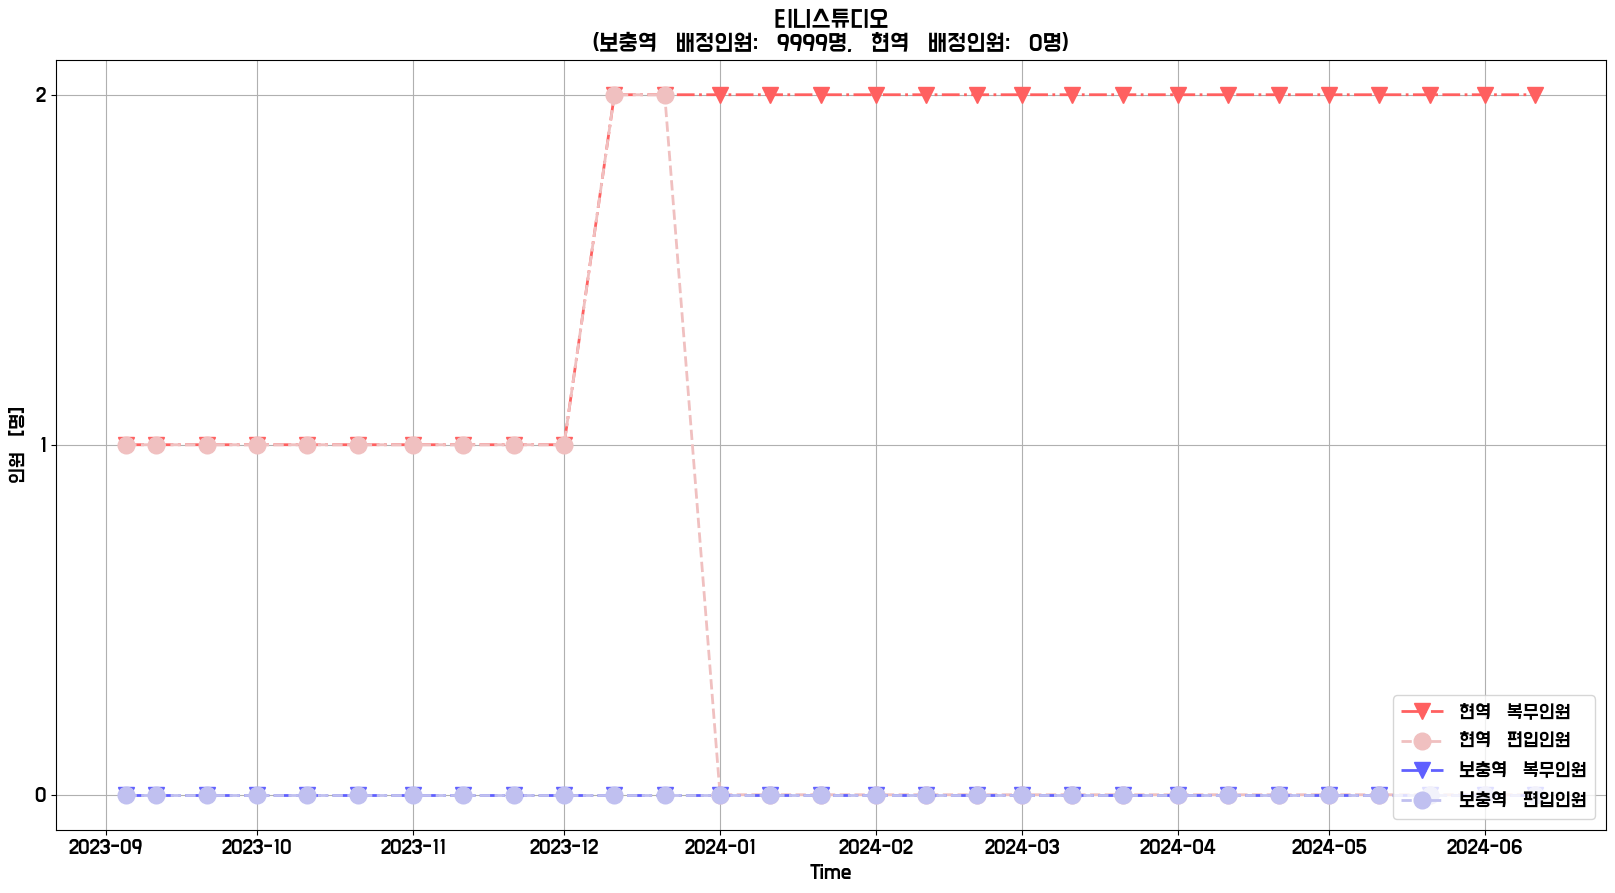 티니스튜디오
(보충역 배정인원: 9999명, 현역 배정인원: 0명)
인원 [명]
2
1
0
현역 복무인원
현역 편입인원
보충역 복무인원
보충역 편입인원
2023-09 2023-10 2023-11 2023-12 2024-01 2024-02 2024-03 2024-04 2024-05 2024-06
Time